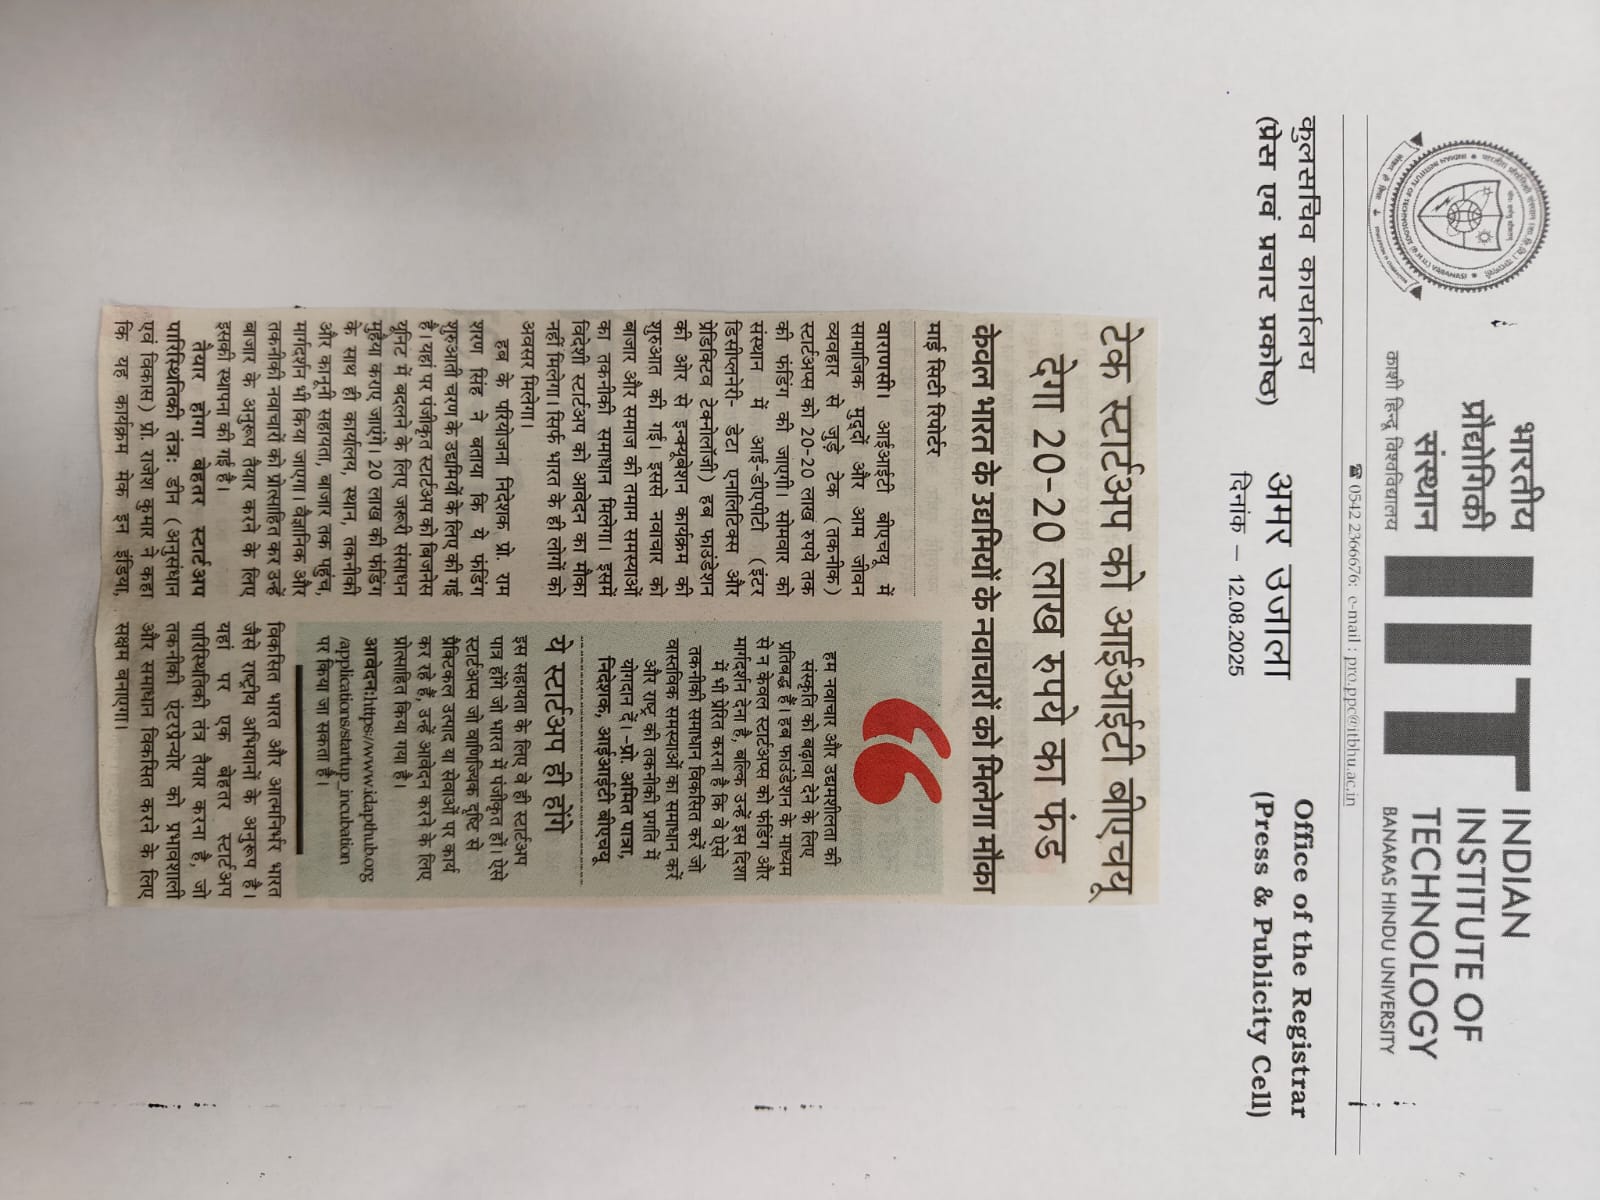 भारतीय
प्रौद्योगिकी
संस्थान
काशी हिन्दू विश्वविद्यालय
IIT
INDIAN
INSTITUTE OF
TECHNOLOGY
BANARAS HINDU UNIVERSITY
☎ 0542 2366676; e-mail : pro.ppc@itbhu.ac.in
कुलसचिव कार्यालय
(प्रेस एवं प्रचार प्रकोष्ठ)
Office of the Registrar
(Press & Publicity Cell)
अमर उजाला
दिनांक – 12.08.2025
टेक स्टार्टअप को आईआईटी बीएचयू
देगा 20-20 लाख रुपये का फंड
केवल भारत के उद्यमियों के नवाचारों को मिलेगा मौका
माई सिटी रिपोर्टर
वाराणसी। आईआईटी बीएचयू में
सामाजिक मुद्दों और आम जीवन
व्यवहार से जुड़े टेक (तकनीक)
स्टार्टअप्स को 20-20 लाख रुपये तक
की फंडिंग की जाएगी। सोमवार को
संस्थान में आई-डीएपीटी (इंटर
डिसीप्लनेरी- डेटा एनालिटिक्स और
प्रेडिक्टिव टेक्नोलॉजी) हब फाउंडेशन
की ओर से इन्क्यूबेशन कार्यक्रम की
शुरुआत की गई। इससे नवाचार को
बाजार और समाज की तमाम समस्याओं
का तकनीकी समाधान मिलेगा। इसमें
विदेशी स्टार्टअप को आवेदन का मौका
नहीं मिलेगा। सिर्फ भारत के ही लोगों को
अवसर मिलेगा।
हब के परियोजना निदेशक प्रो. राम
शरण सिंह ने बताया कि ये फंडिंग
शुरुआती चरण के उद्यमियों के लिए की गई
है। यहां पर पंजीकृत स्टार्टअप को बिजनेस
यूनिट में बदलने के लिए जरूरी संसाधन
मुहैया कराए जाएंगे। 20 लाख की फंडिंग
के साथ ही कार्यालय, स्थान, तकनीकी
और कानूनी सहायता, बाजार तक पहुंच,
मार्गदर्शन भी किया जाएगा। वैज्ञानिक और
तकनीकी नवाचारों को प्रोत्साहित कर उन्हें
बाजार के अनुरूप तैयार करने के लिए
इसकी स्थापना की गई है।
तैयार होगा बेहतर स्टार्टअप
पारिस्थितिकी तंत्र: डीन (अनुसंधान
एवं विकास) प्रो. राजेश कुमार ने कहा
कि यह कार्यक्रम मेक इन इंडिया,
हम नवाचार और उद्यमशीलता की
संस्कृति को बढ़ावा देने के लिए
प्रतिबद्ध हैं। हब फाउंडेशन के माध्यम
से न केवल स्टार्टअप्स को फंडिंग और
मार्गदर्शन देना है, बल्कि उन्हें इस दिशा
में भी प्रेरित करना है कि वे ऐसे
तकनीकी समाधान विकसित करें जो
वास्तविक समस्याओं का समाधान करें
और राष्ट्र की तकनीकी प्रगति में
योगदान दें। -प्रो. अमित पात्रा,
निदेशक, आईआईटी बीएचयू
ये स्टार्टअप ही होंगे
इस सहायता के लिए वे ही स्टार्टअप
पात्र होंगे जो भारत में पंजीकृत हों। ऐसे
स्टार्टअप्स जो वाणिज्यिक दृष्टि से
प्रैक्टिकल उत्पाद या सेवाओं पर कार्य
कर रहे हैं, उन्हें आवेदन करने के लिए
प्रोत्साहित किया गया है।
आवेदन:https//www.idapthub.org
/applications/startup_incubation
पर किया जा सकता है।
विकसित भारत और आत्मनिर्भर भारत
जैसे राष्ट्रीय अभियानों के अनुरूप है।
यहां पर एक बेहतर स्टार्टअप
पारिस्थितिकी तंत्र तैयार करना है, जो
तकनीकी एंटरप्रेन्योर को प्रभावशाली
और समाधान विकसित करने के लिए
सक्षम बनाएगा।